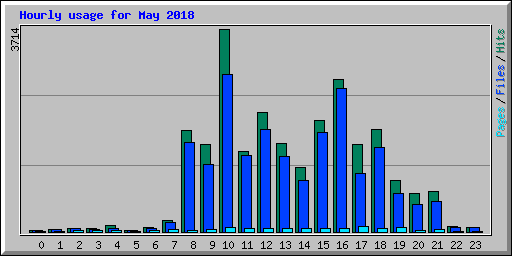 Hourly usage for May 2018
3714
Pages / Files / Hits
0 1 2 3 4 5 6 7 8 9 10 11 12 13 14 15 16 17 18 19 20 21 22 23